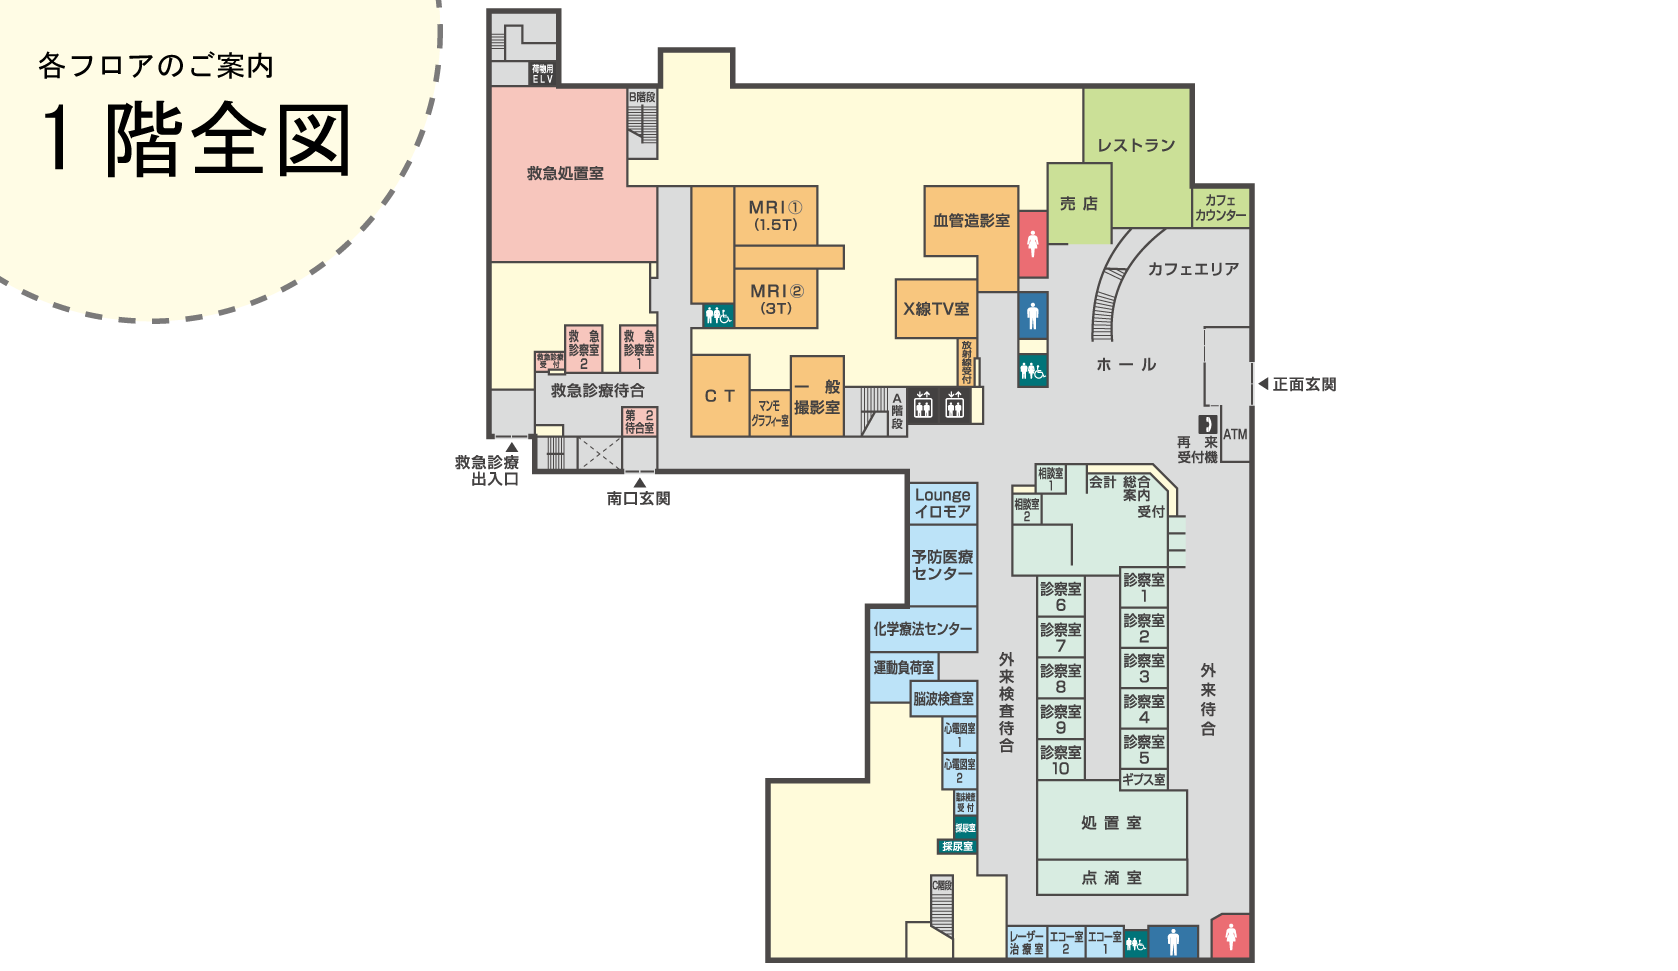 各フロアのご案内
1階全図
荷物用
ELV
B階段
救急処置室
レストラン
売店
カフェ
カウンター
MRI①
(1.5T)
血管造影室
カフェエリア
MRI②
(3T)
X線TV室
救急
診察室
2
救急
診察室
1
救急診療
受付
放射線受付
ホール
正面玄関
救急診療待合
CT
マンモ
グラフィー室
一般
撮影室
A階段
第2
待合室
再来
受付機
ATM
救急診療
出入口
南口玄関
相談室
1
会計
総合
案内
受付
相談室
2
Lounge
イロモア
予防医療
センター
化学療法センター
運動負荷室
脳波検査室
心電図室
1
心電図室
2
臨床検査
受付
採尿室
採尿室
外来検査待合
診察室
6
診察室
7
診察室
8
診察室
9
診察室
10
診察室
1
診察室
2
診察室
3
診察室
4
診察室
5
ギプス室
外来待合
処置室
点滴室
C階段
レーザー
治療室
エコー室
2
エコー室
1